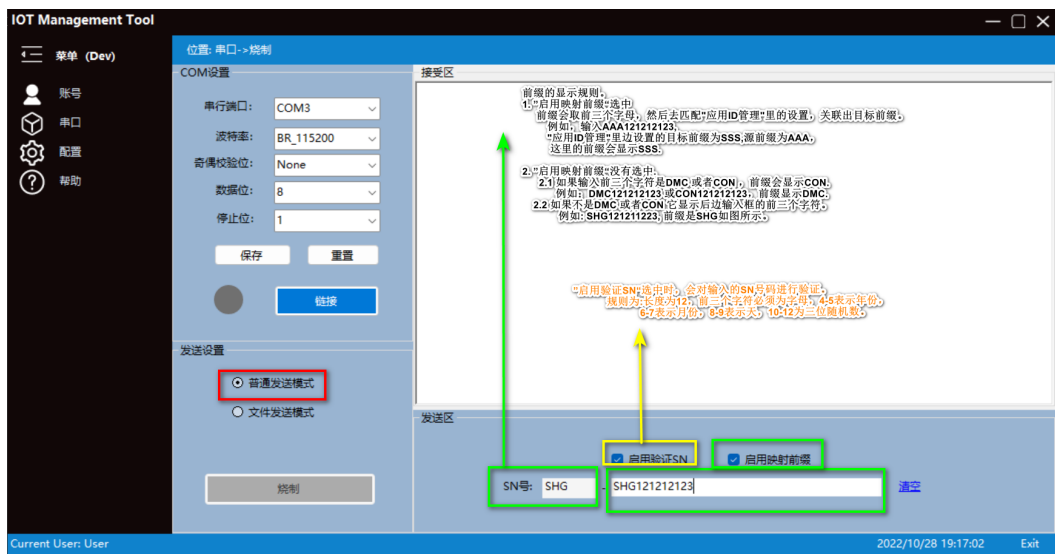 IOT Management Tool
菜单 (Dev)
位置: 串口->烧制
账号
串口
配置
帮助
COM设置
串行端口:
COM3
波特率:
BR_115200
奇偶校验位:
None
数据位:
8
停止位:
1
保存
重置
链接
发送设置
普通发送模式
文件发送模式
烧制
接受区
前缀的显示规则。
1."启用映射前缀"选中
前缀会取前三个字母，然后去匹配"应用ID管理"里的设置，关联出目标前缀。
例如，输入AAA121212123,
"应用ID管理"里边设置的目标前缀为SSS,源前缀为AAA,
这里的前缀会显示SSS.
2."启用映射前缀"没有选中.
2.1如果输入前三个字符是DMC,或者CON，前缀会显示CON.
例如：DMC121212123或CON121212123，前缀显示DMC.
2.2如果不是DMC,或者CON,它显示后边输入框的前三个字符。
例如: SHG121211223, 前缀是SHG如图所示。
"启用验证SN"选中时，会对输入的SN号码进行验证。
规则为:长度为12，前三个字符必须为字母，4-5表示年份，
6-7表示月份，8-9表示天，10-12为三位随机数。
发送区
启用验证SN
启用映射前缀
SN号:
SHG
-
SHG121212123
清空
Current User: User
2022/10/28 19:17:02
Exit